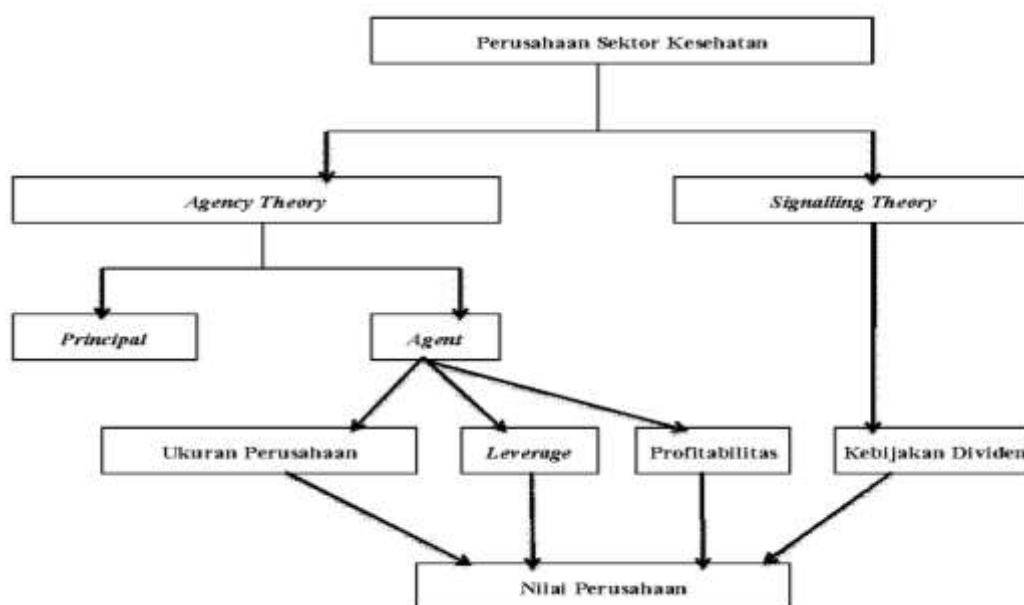 Perusahaan Sektor Kesehatan
Agency Theory
Signalling Theory
Principal
Agent
Ukuran Perusahaan
Leverage
Profitabilitas
Kebijakan Dividen
Nilai Perusahaan